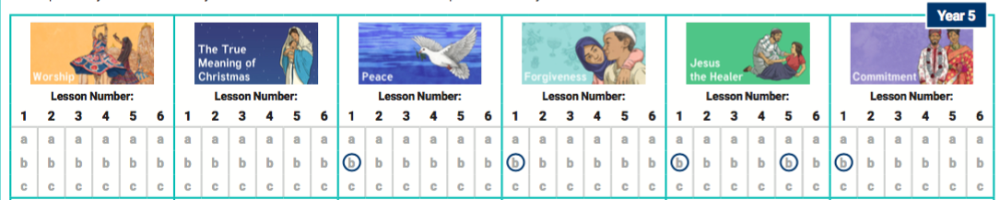 Year 5
Worship
The True
Meaning of
Christmas
Peace
Forgiveness
Jesus
the Healer
Commitment
Lesson Number: Lesson Number: Lesson Number: Lesson Number: Lesson Number: Lesson Number:
1 2 3 4 5 6 1 2 3 4 5 6 1 2 3 4 5 6 1 2 3 4 5 6 1 2 3 4 5 6 1 2 3 4 5 6
a a a a a a a a a a a a a a a a a a a a a a a a a a a a a a a a a a a a
b b b b b b b b b b b b b b b b b b b b b b b b b b b b b b b b b b b b
c c c c c c c c c c c c c c c c c c c c c c c c c c c c c c c c c c c c